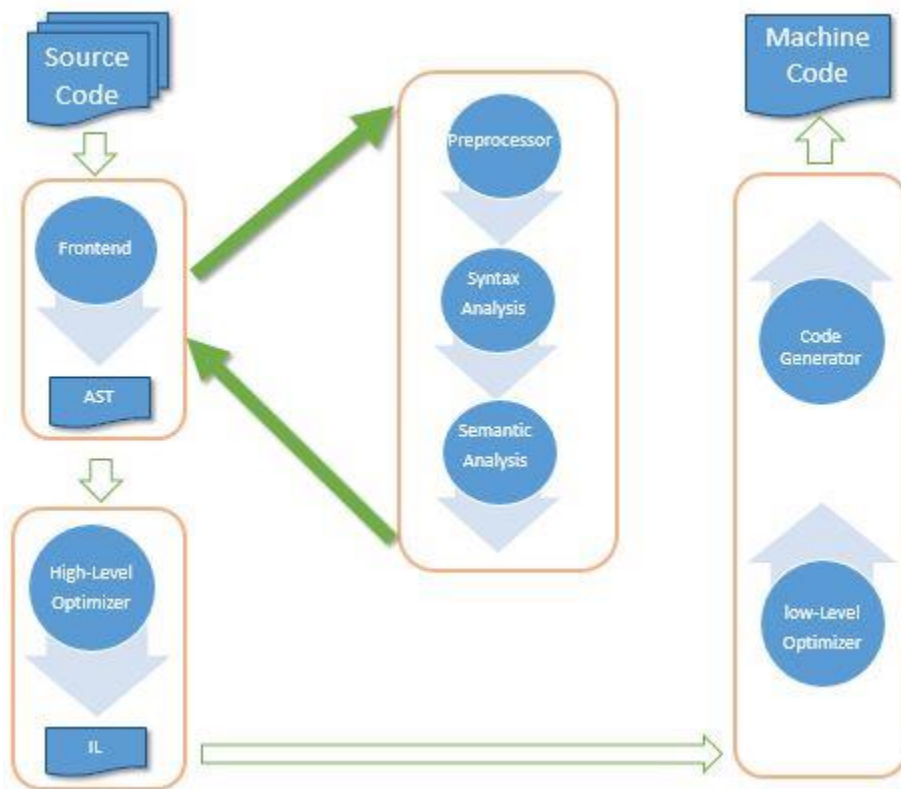 Source
Code
Machine
Code
Preprocessor
Frontend
Syntax
Analysis
Code
Generator
AST
Semantic
Analysis
High-Level
Optimizer
low-Level
Optimizer
IL